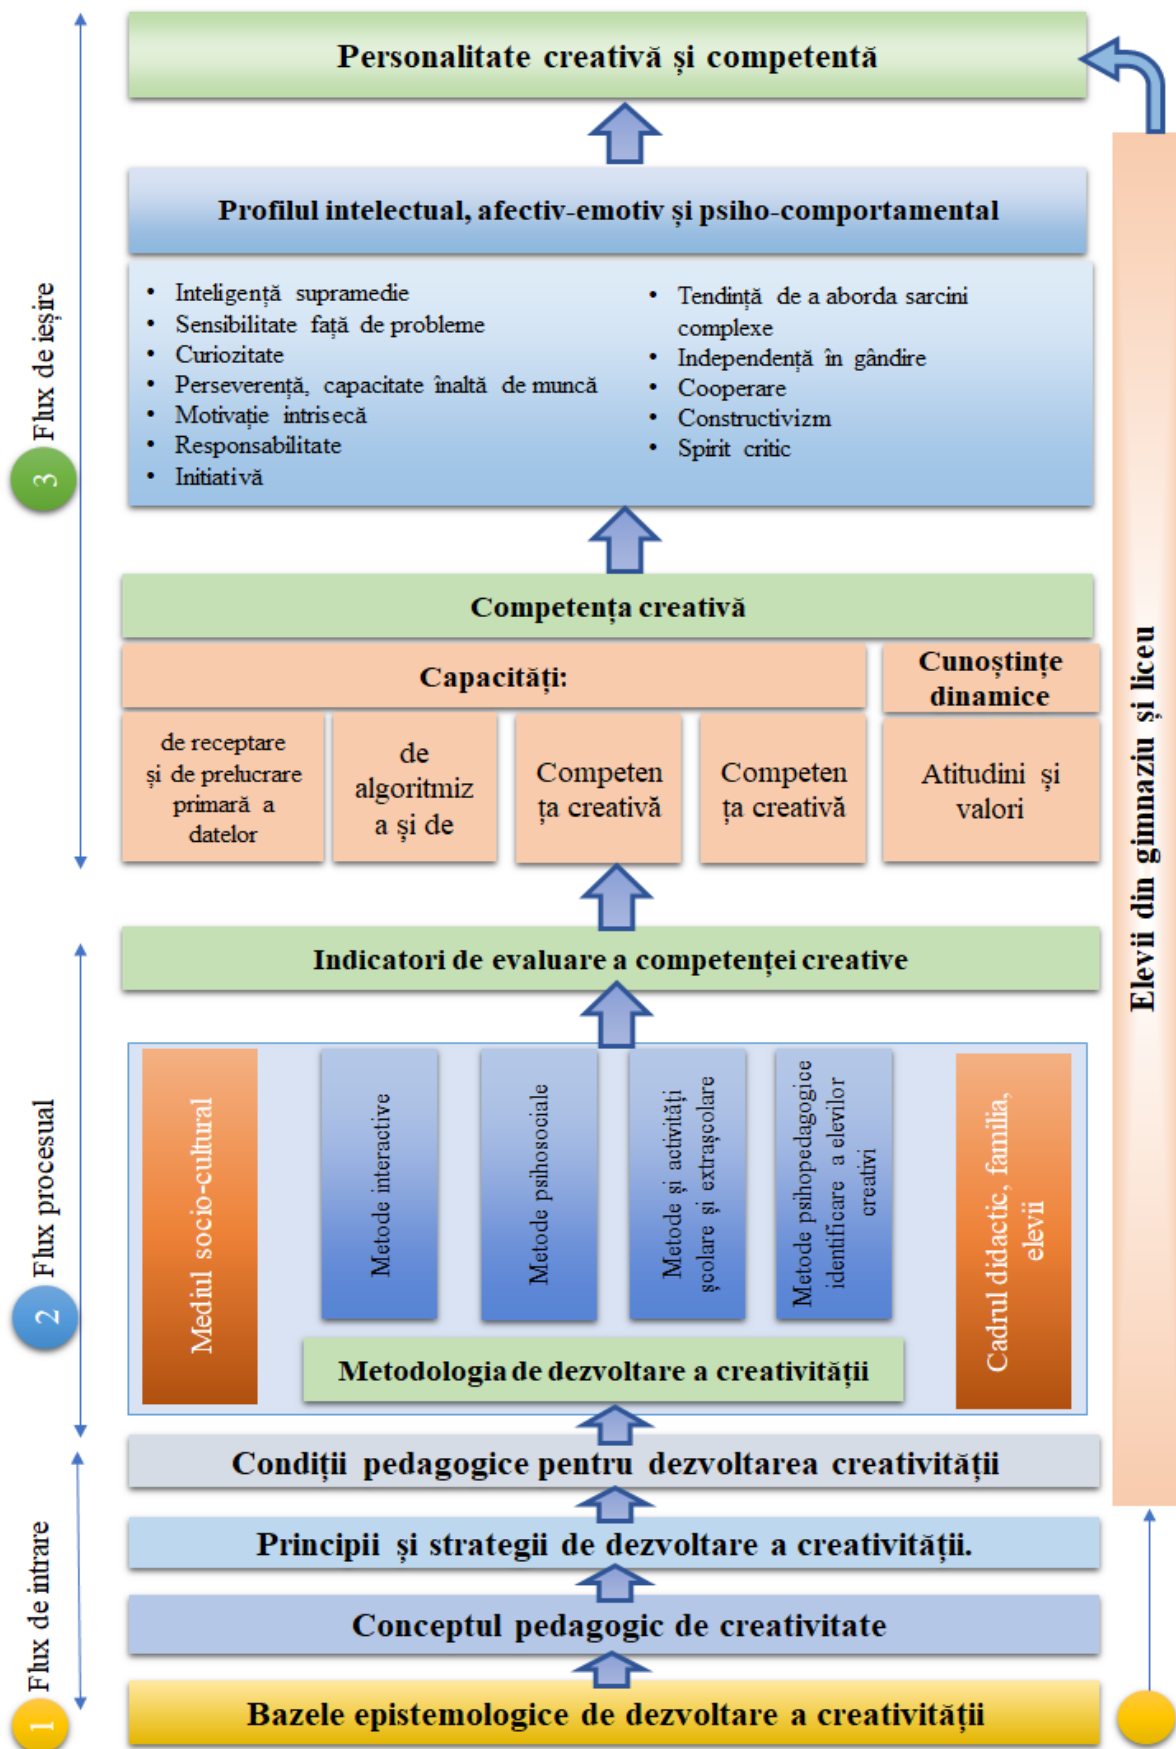 Personalitate creativă și competentă
Profilul intelectual, afectiv-emotiv și psiho-comportamental
• Inteligență supramedie
• Sensibilitate față de probleme
• Curiozitate
• Perseverență, capacitate înaltă de muncă
• Motivație intrisecă
• Responsabilitate
• Initiativă
• Tendință de a aborda sarcini
complexe
• Independență în gândire
• Cooperare
• Constructivizm
• Spirit critic
3
Flux de ieșire
Competența creativă
Capacități:
Cunoștințe
dinamice
de receptare
și de prelucrare
primară a
datelor
de
algoritmiz
a și de
Competen
ța creativă
Competen
ța creativă
Atitudini și
valori
Elevii din gimnaziu și liceu
Indicatori de evaluare a competenței creative
2
Flux procesual
Mediul socio-cultural
Metode interactive
Metode psihosociale
Metode și activități
școlare și extrașcolare
Metode psihopedagogice
identificare a elevilor
creativi
Cadrul didactic, familia,
elevii
Metodologia de dezvoltare a creativității
Condiții pedagogice pentru dezvoltarea creativității
Principii și strategii de dezvoltare a creativității.
Conceptul pedagogic de creativitate
Bazele epistemologice de dezvoltare a creativității
1
Flux de intrare